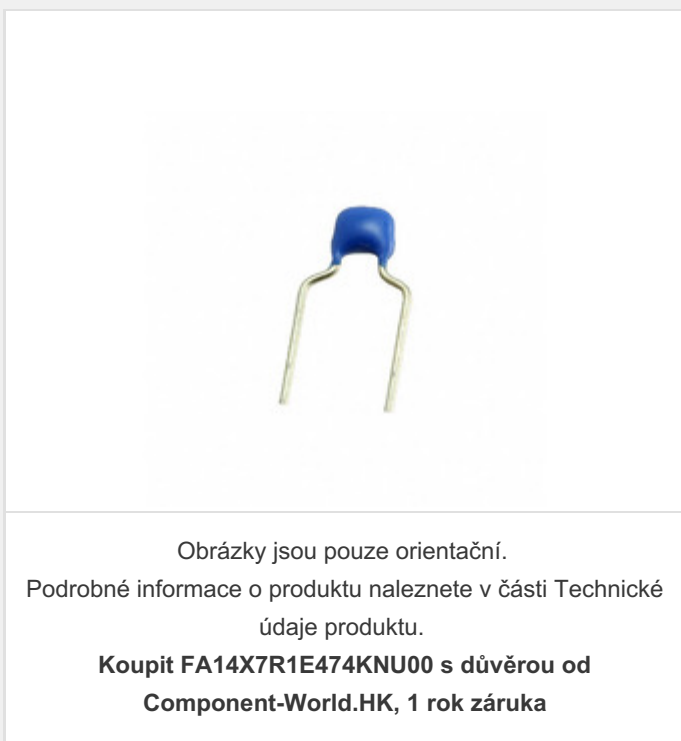 Obrázky jsou pouze orientační.
Podrobné informace o produktu naleznete v části Technické
údaje produktu.
Koupit FA14X7R1E474KNU00 s důvěrou od
Component-World.HK, 1 rok záruka